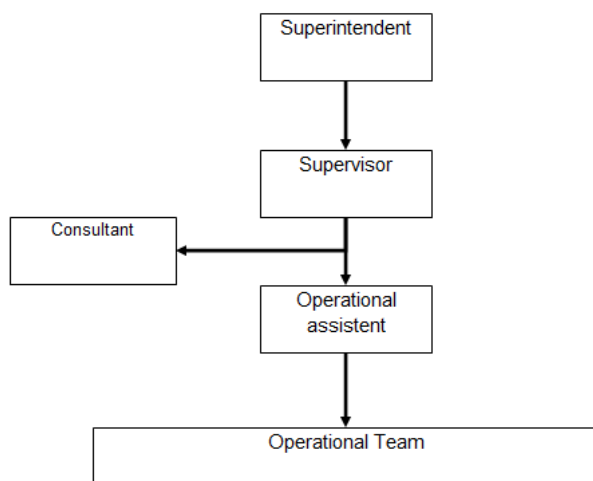 Superintendent
Supervisor
Consultant
Operational
assistent
Operational Team